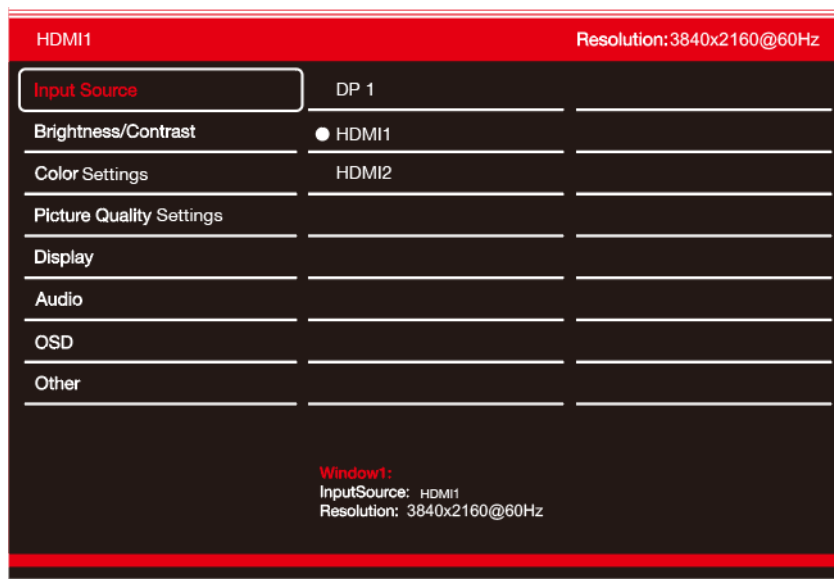 HDMI1 Resolution:3840x2160@60Hz
Input Source DP 1
Brightness/Contrast HDMI1
Color Settings HDMI2
Picture Quality Settings
Display
Audio
OSD
Other
Window1:
InputSource: HDMI1
Resolution: 3840x2160@60Hz